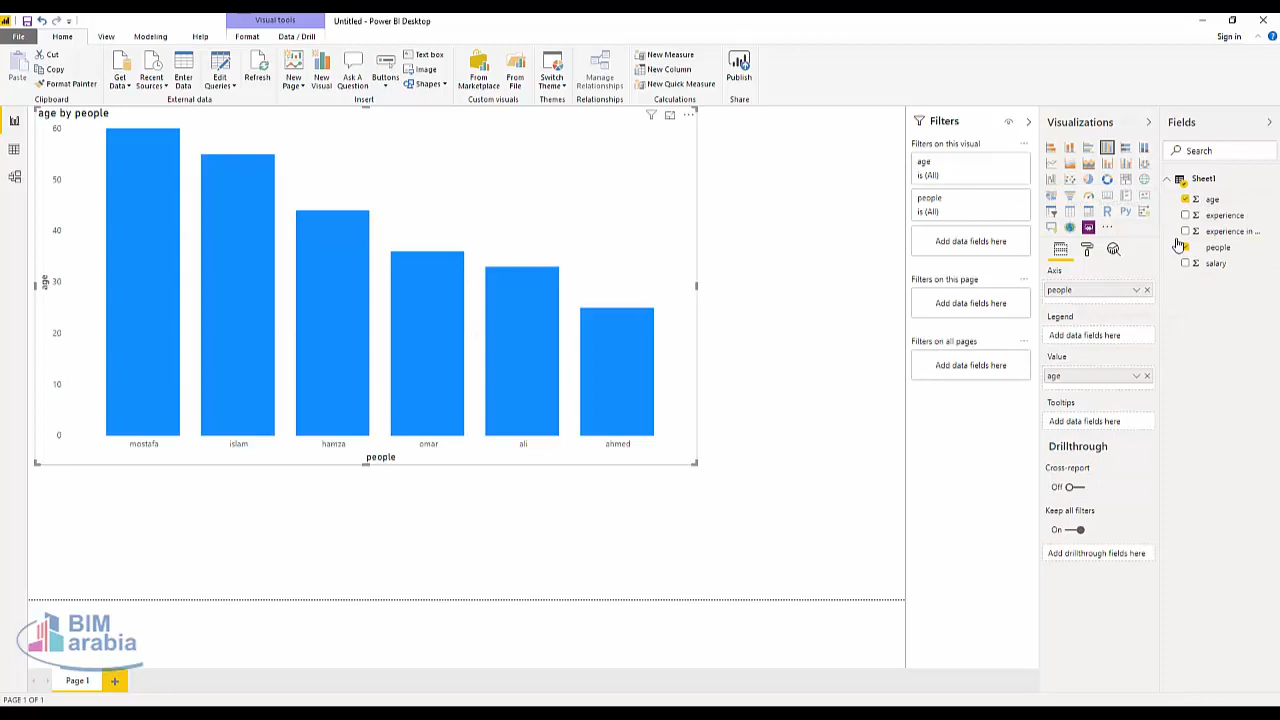 Visual tools
Untitled - Power BI Desktop
File
Home
View
Modeling
Help
Format
Data / Drill
Sign in
Paste
Cut
Copy
Format Painter
Clipboard
Get Data
Recent Sources
Enter Data
Edit Queries
Refresh
External data
New Page
New Visual
Ask A Question
Buttons
Text box
Image
Shapes
Insert
From Marketplace
From File
Custom visuals
Switch Theme
Themes
Manage Relationships
Relationships
New Measure
New Column
New Quick Measure
Calculations
Publish
Share
age by people
60
50
40
30
20
10
0
age
mostafa
islam
hamza
omar
ali
ahmed
people
Filters
Filters on this visual
age
is (All)
people
is (All)
Add data fields here
Filters on this page
Add data fields here
Filters on all pages
Add data fields here
Visualizations
R
Py
Axis
people
Legend
Add data fields here
Value
age
Tooltips
Add data fields here
Drillthrough
Cross-report
Off
Keep all filters
On
Add drillthrough fields here
Fields
Search
Sheet1
age
experience
experience in ...
people
salary
BIM
arabia
Page 1
PAGE 1 OF 1